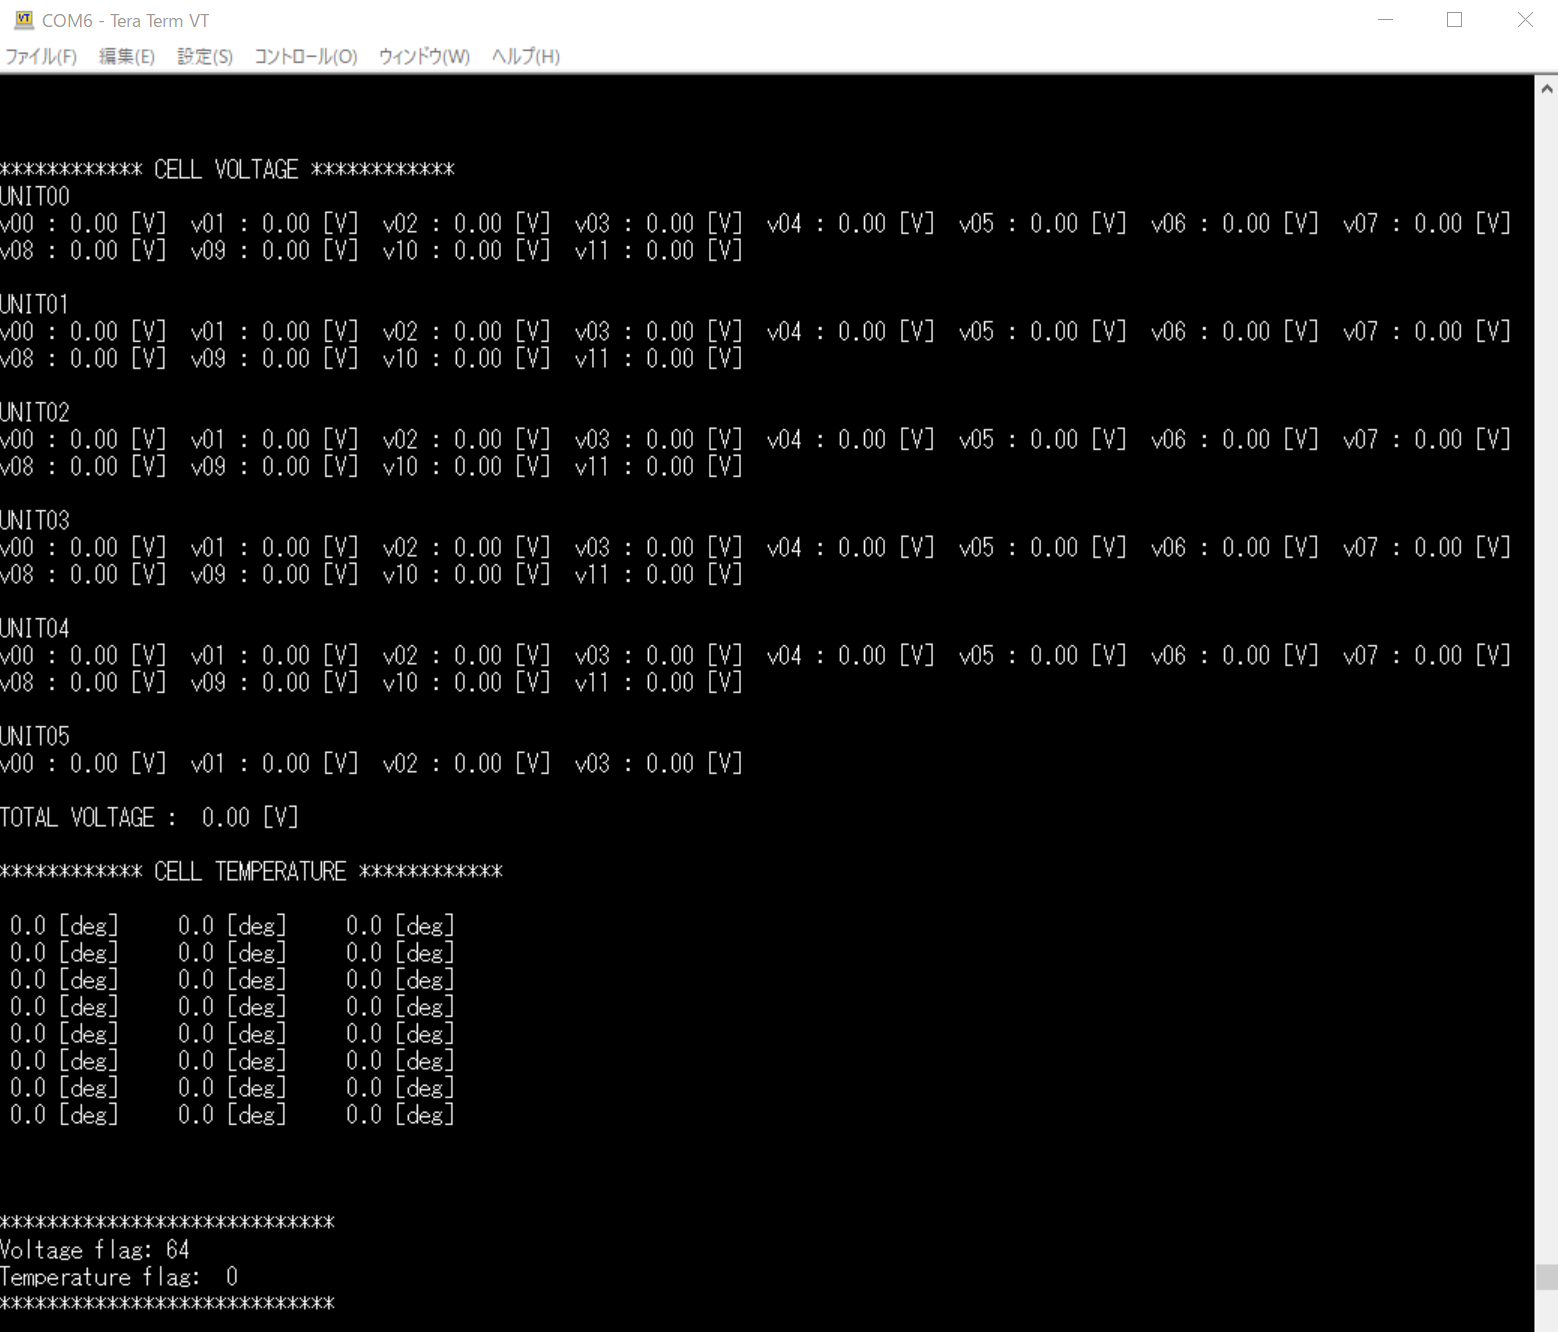 COM6 - Tera Term VT
ファイル(F) 編集(E) 設定(S) コントロール(O) ウィンドウ(W) ヘルプ(H)
************ CELL VOLTAGE ************
UNIT00
v00 : 0.00 [V] v01 : 0.00 [V] v02 : 0.00 [V] v03 : 0.00 [V] v04 : 0.00 [V] v05 : 0.00 [V] v06 : 0.00 [V] v07 : 0.00 [V]
v08 : 0.00 [V] v09 : 0.00 [V] v10 : 0.00 [V] v11 : 0.00 [V]
UNIT01
v00 : 0.00 [V] v01 : 0.00 [V] v02 : 0.00 [V] v03 : 0.00 [V] v04 : 0.00 [V] v05 : 0.00 [V] v06 : 0.00 [V] v07 : 0.00 [V]
v08 : 0.00 [V] v09 : 0.00 [V] v10 : 0.00 [V] v11 : 0.00 [V]
UNIT02
v00 : 0.00 [V] v01 : 0.00 [V] v02 : 0.00 [V] v03 : 0.00 [V] v04 : 0.00 [V] v05 : 0.00 [V] v06 : 0.00 [V] v07 : 0.00 [V]
v08 : 0.00 [V] v09 : 0.00 [V] v10 : 0.00 [V] v11 : 0.00 [V]
UNIT03
v00 : 0.00 [V] v01 : 0.00 [V] v02 : 0.00 [V] v03 : 0.00 [V] v04 : 0.00 [V] v05 : 0.00 [V] v06 : 0.00 [V] v07 : 0.00 [V]
v08 : 0.00 [V] v09 : 0.00 [V] v10 : 0.00 [V] v11 : 0.00 [V]
UNIT04
v00 : 0.00 [V] v01 : 0.00 [V] v02 : 0.00 [V] v03 : 0.00 [V] v04 : 0.00 [V] v05 : 0.00 [V] v06 : 0.00 [V] v07 : 0.00 [V]
v08 : 0.00 [V] v09 : 0.00 [V] v10 : 0.00 [V] v11 : 0.00 [V]
UNIT05
v00 : 0.00 [V] v01 : 0.00 [V] v02 : 0.00 [V] v03 : 0.00 [V]
TOTAL VOLTAGE :  0.00 [V]
************ CELL TEMPERATURE ************
0.0 [deg] 0.0 [deg] 0.0 [deg]
0.0 [deg] 0.0 [deg] 0.0 [deg]
0.0 [deg] 0.0 [deg] 0.0 [deg]
0.0 [deg] 0.0 [deg] 0.0 [deg]
0.0 [deg] 0.0 [deg] 0.0 [deg]
0.0 [deg] 0.0 [deg] 0.0 [deg]
0.0 [deg] 0.0 [deg] 0.0 [deg]
0.0 [deg] 0.0 [deg] 0.0 [deg]
****************************
Voltage flag: 64
Temperature flag:  0
****************************